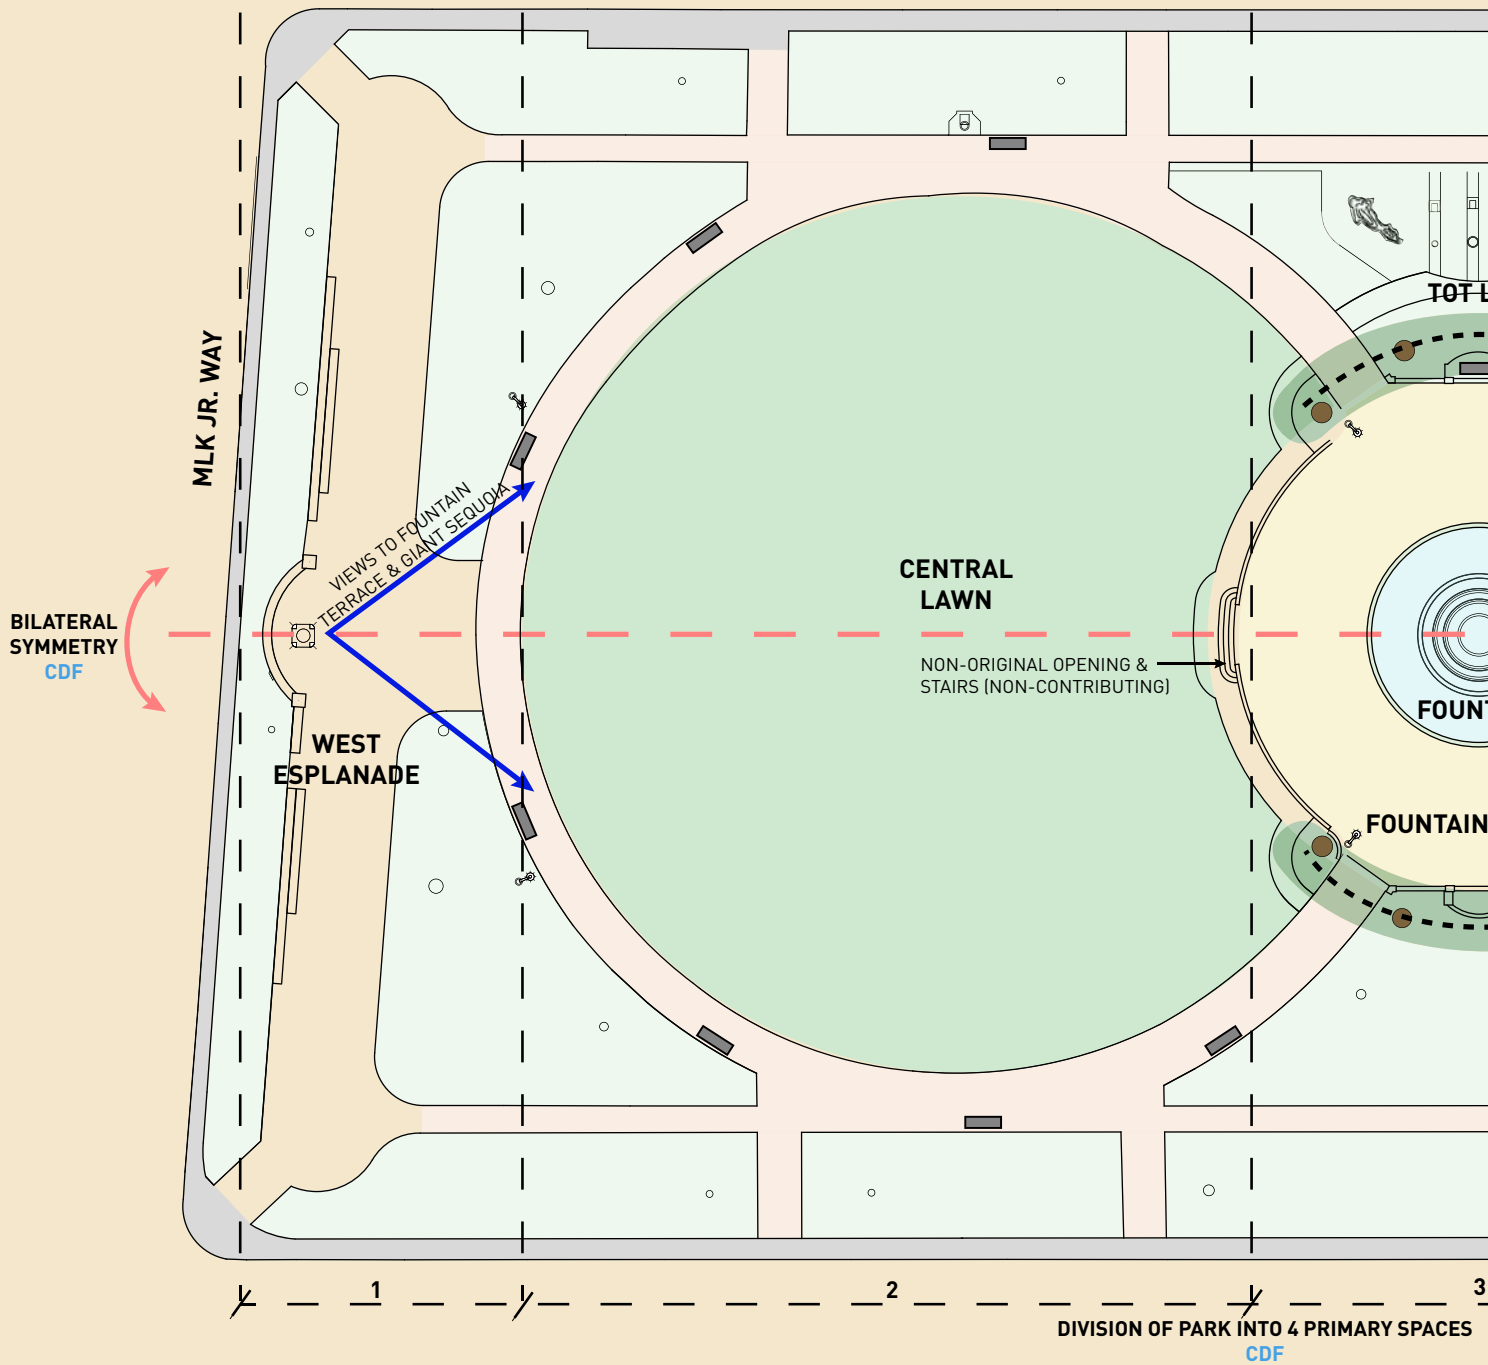 TOT L
MLK JR. WAY
VIEWS TO FOUNTAIN
TERRACE & GIANT SEQUOIA
CENTRAL
LAWN
BILATERAL
SYMMETRY
CDF
NON-ORIGINAL OPENING &
STAIRS (NON-CONTRIBUTING)
FOUNT
WEST
ESPLANADE
FOUNTAIN
1
2
3
DIVISION OF PARK INTO 4 PRIMARY SPACES
CDF